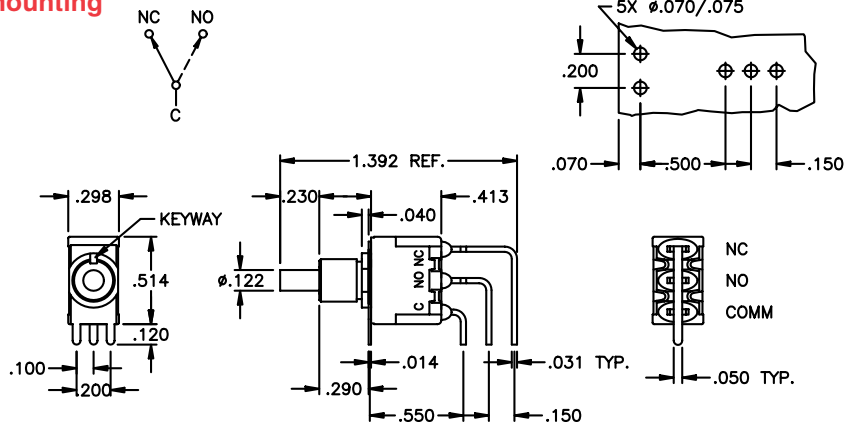 mounting
NC NO
C
5X ø.070/.075
.200
.070 .500 .150
1.392 REF.
.298
.230
.413
.040
KEYWAY
ø.122
.514
.120
.100
.200
NC
NO
C
.014
.031 TYP.
.290
.550
.150
NC
NO
COMM
.050 TYP.